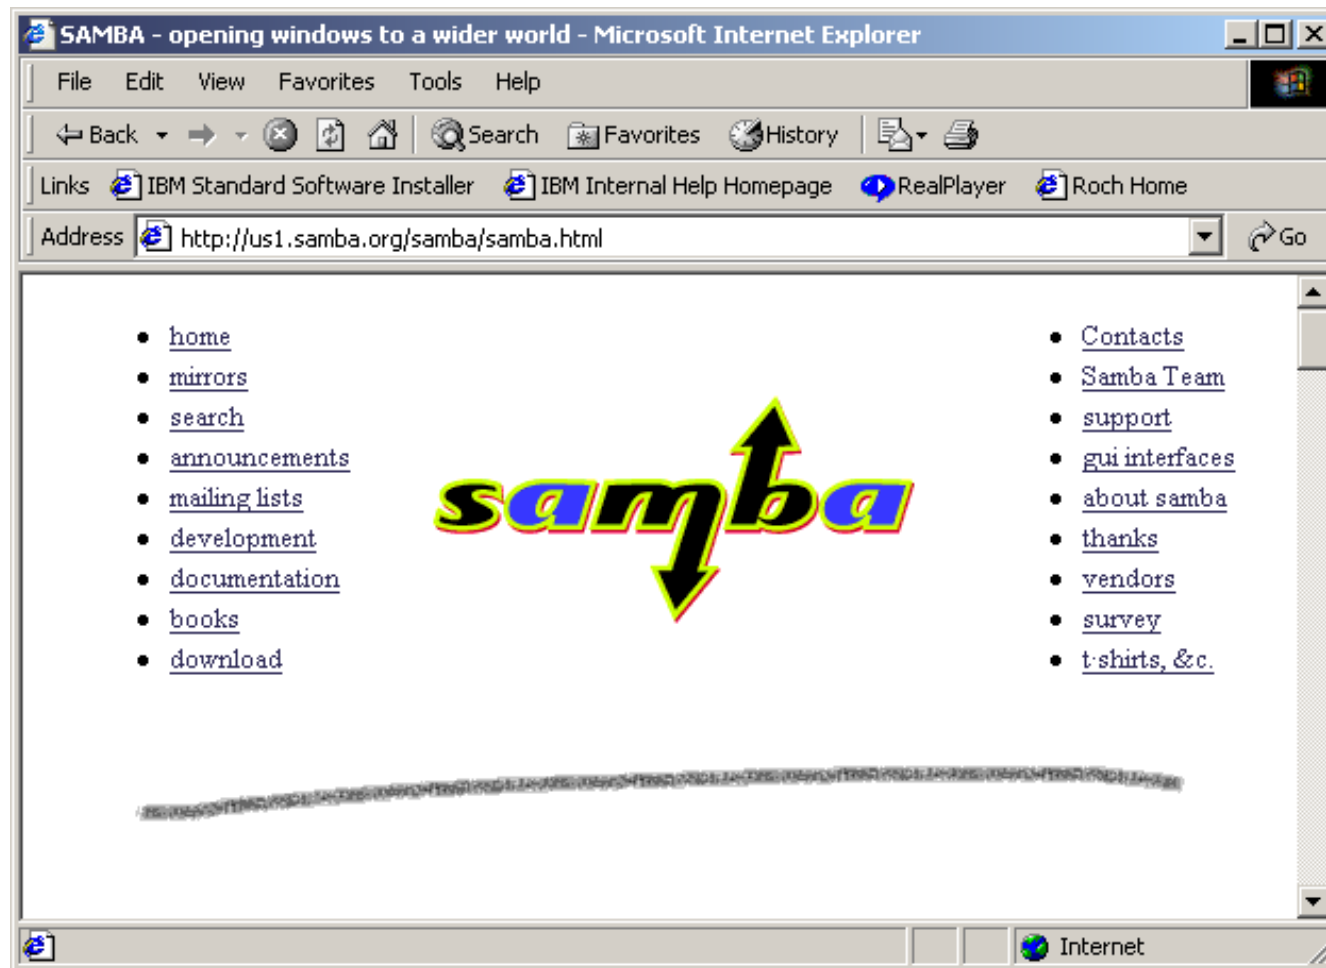 SAMBA - opening windows to a wider world - Microsoft Internet Explorer
File Edit View Favorites Tools Help
Back Search Favorites History
Links IBM Standard Software Installer IBM Internal Help Homepage RealPlayer Roch Home
Address http://us1.samba.org/samba/samba.html Go
home
mirrors
search
announcements
mailing lists
development
documentation
books
download
samba
Contacts
Samba Team
support
gui interfaces
about samba
thanks
vendors
survey
t-shirts, &c.
Internet